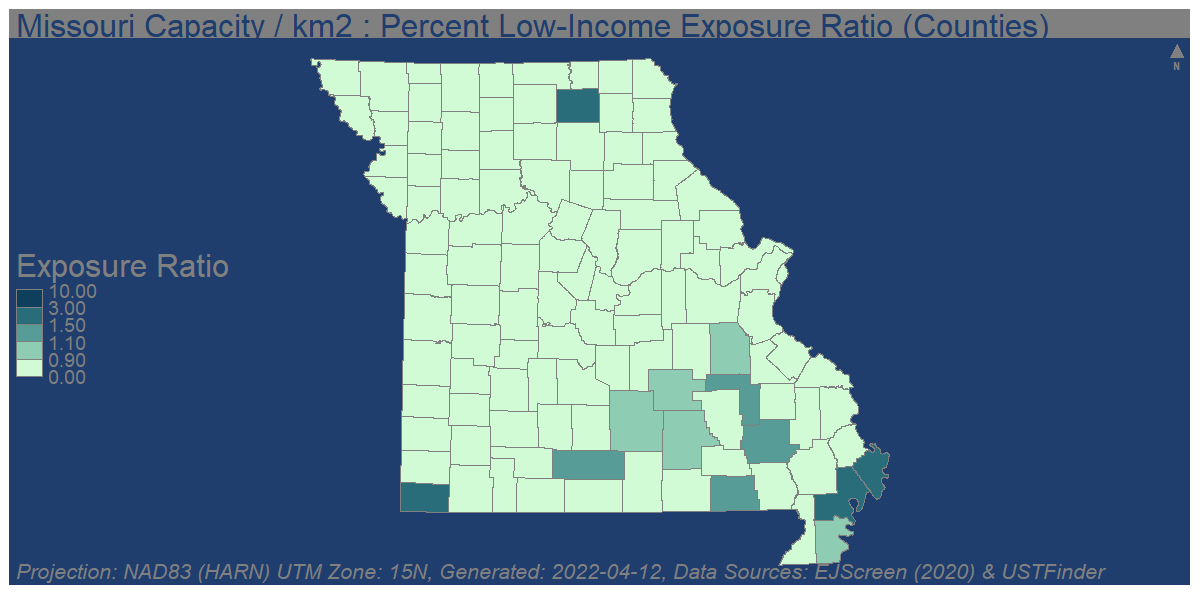 Missouri Capacity / km2 : Percent Low-Income Exposure Ratio (Counties)
N
Exposure Ratio
10.00
3.00
1.50
1.10
0.90
0.00
Projection: NAD83 (HARN) UTM Zone: 15N, Generated: 2022-04-12, Data Sources: EJScreen (2020) & USTFinder